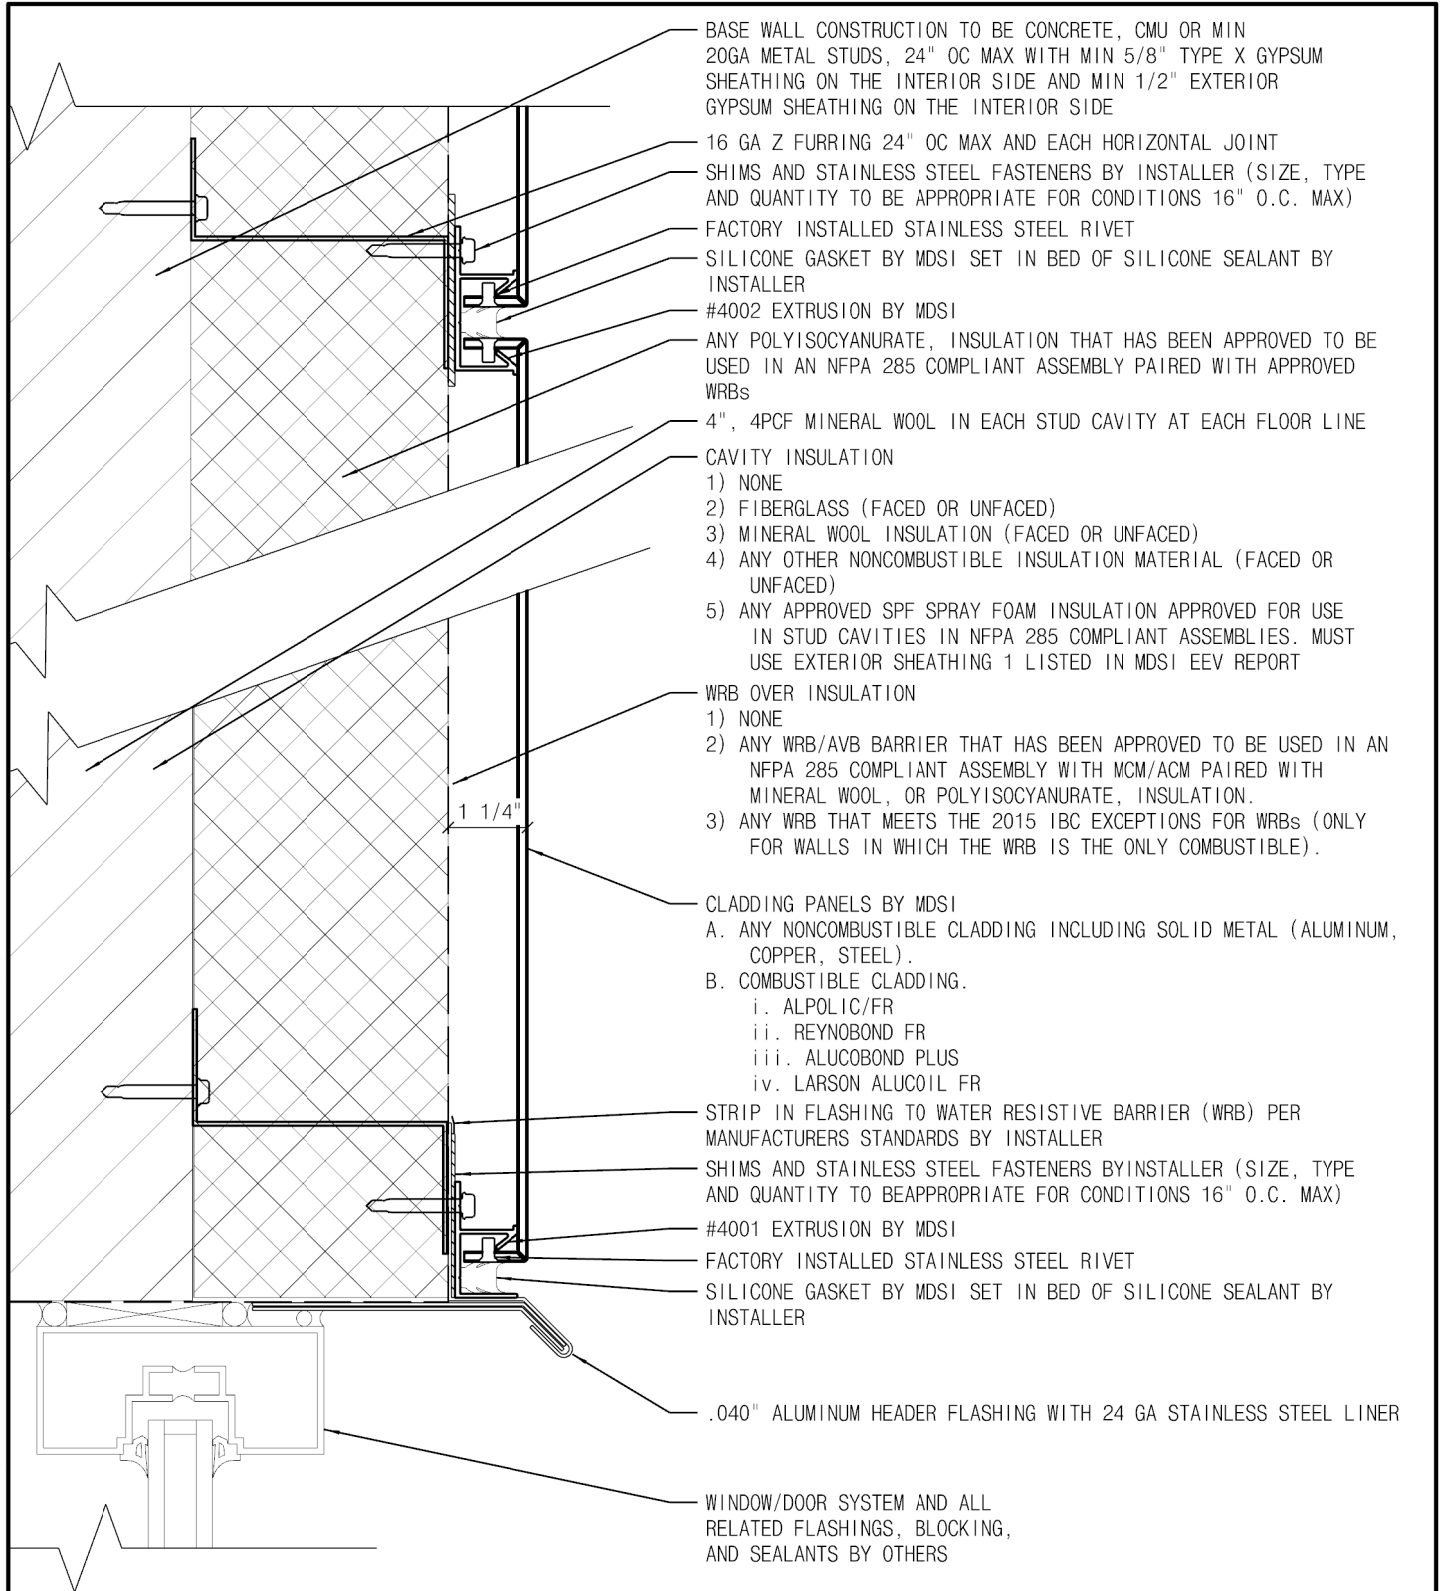 BASE WALL CONSTRUCTION TO BE CONCRETE, CMU OR MIN
20GA METAL STUDS, 24" OC MAX WITH MIN 5/8" TYPE X GYPSUM
SHEATHING ON THE INTERIOR SIDE AND MIN 1/2" EXTERIOR
GYPSUM SHEATHING ON THE INTERIOR SIDE
16 GA Z FURRING 24" OC MAX AND EACH HORIZONTAL JOINT
SHIMS AND STAINLESS STEEL FASTENERS BY INSTALLER (SIZE, TYPE
AND QUANTITY TO BE APPROPRIATE FOR CONDITIONS 16" O.C. MAX)
FACTORY INSTALLED STAINLESS STEEL RIVET
SILICONE GASKET BY MDSI SET IN BED OF SILICONE SEALANT BY
INSTALLER
#4002 EXTRUSION BY MDSI
ANY POLYISOCYANURATE, INSULATION THAT HAS BEEN APPROVED TO BE
USED IN AN NFPA 285 COMPLIANT ASSEMBLY PAIRED WITH APPROVED
WRBs
4", 4PCF MINERAL WOOL IN EACH STUD CAVITY AT EACH FLOOR LINE
CAVITY INSULATION
1) NONE
2) FIBERGLASS (FACED OR UNFACED)
3) MINERAL WOOL INSULATION (FACED OR UNFACED)
4) ANY OTHER NONCOMBUSTIBLE INSULATION MATERIAL (FACED OR
UNFACED)
5) ANY APPROVED SPF SPRAY FOAM INSULATION APPROVED FOR USE
IN STUD CAVITIES IN NFPA 285 COMPLIANT ASSEMBLIES. MUST
USE EXTERIOR SHEATHING 1 LISTED IN MDSI EEV REPORT
WRB OVER INSULATION
1) NONE
2) ANY WRB/AVB BARRIER THAT HAS BEEN APPROVED TO BE USED IN AN
NFPA 285 COMPLIANT ASSEMBLY WITH MCM/ACM PAIRED WITH
MINERAL WOOL, OR POLYISOCYANURATE, INSULATION.
3) ANY WRB THAT MEETS THE 2015 IBC EXCEPTIONS FOR WRBs (ONLY
FOR WALLS IN WHICH THE WRB IS THE ONLY COMBUSTIBLE).
1 1/4"
CLADDING PANELS BY MDSI
A. ANY NONCOMBUSTIBLE CLADDING INCLUDING SOLID METAL (ALUMINUM,
COPPER, STEEL).
B. COMBUSTIBLE CLADDING.
i. ALPOLIC/FR
ii. REYNOBOND FR
iii. ALUCOBOND PLUS
iv. LARSON ALUCOIL FR
STRIP IN FLASHING TO WATER RESISTIVE BARRIER (WRB) PER
MANUFACTURERS STANDARDS BY INSTALLER
SHIMS AND STAINLESS STEEL FASTENERS BYINSTALLER (SIZE, TYPE
AND QUANTITY TO BEAPPROPRIATE FOR CONDITIONS 16" O.C. MAX)
#4001 EXTRUSION BY MDSI
FACTORY INSTALLED STAINLESS STEEL RIVET
SILICONE GASKET BY MDSI SET IN BED OF SILICONE SEALANT BY
INSTALLER
.040" ALUMINUM HEADER FLASHING WITH 24 GA STAINLESS STEEL LINER
WINDOW/DOOR SYSTEM AND ALL
RELATED FLASHINGS, BLOCKING,
AND SEALANTS BY OTHERS